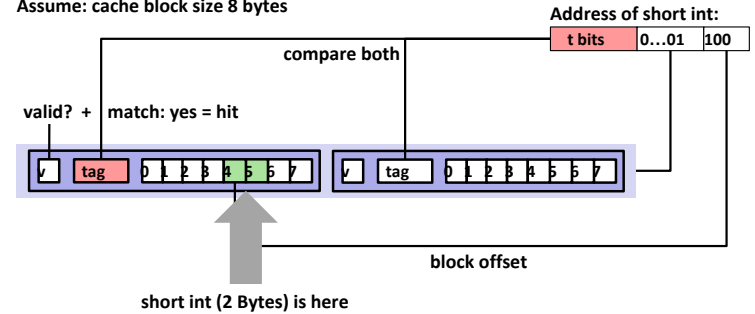 Assume: cache block size 8 bytes
Address of short int:
t bits 0…01 100
compare both
valid? + match: yes = hit
v tag 0 1 2 3 4 5 6 7 v tag 0 1 2 3 4 5 6 7
block offset
short int (2 Bytes) is here